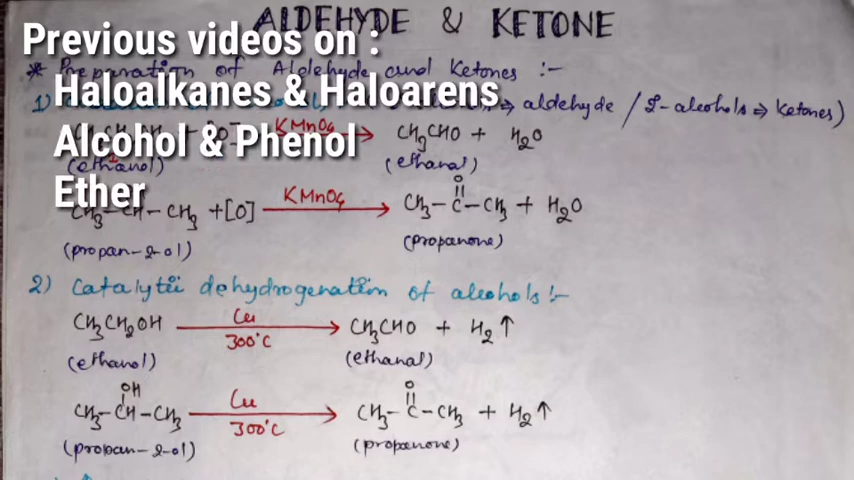 ALDEHYDE & KETONE
Previous videos on :
* Preparation of Aldehyde and Ketones :-
Haloalkanes & Haloarens
1) ⇒ aldehyde / 2-alcohols ⇒ ketones)
KMnO4 CH3CHO + H2O
Alcohol & Phenol
(ethanol) (ethanal)
Ether
O
CH3-CH-CH3 +[O] KMnO4 CH3-C-CH3 + H2O
(propan-2-ol) (propanone)
2) Catalytic dehydrogenation of alcohols :-
CH3CH2OH Cu 300°C CH3CHO + H2↑
(ethanol) (ethanal)
OH O
CH3-CH-CH3 Cu 300°C CH3-C-CH3 + H2↑
(propan-2-ol) (propanone)